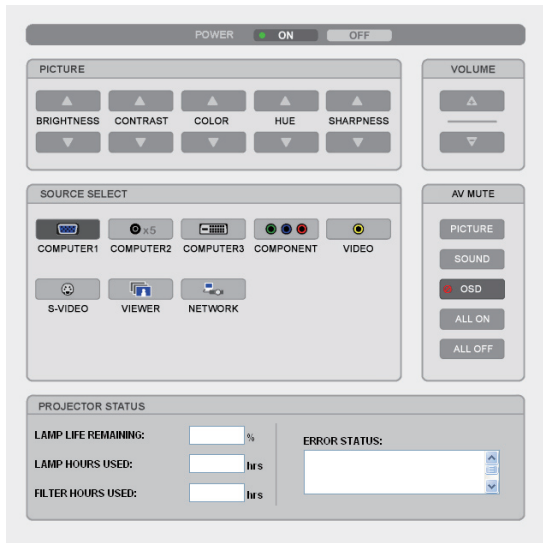 POWER ON OFF
PICTURE
BRIGHTNESS CONTRAST COLOR HUE SHARPNESS
VOLUME
SOURCE SELECT
x5
COMPUTER1 COMPUTER2 COMPUTER3 COMPONENT VIDEO
S-VIDEO VIEWER NETWORK
AV MUTE
PICTURE
SOUND
OSD
ALL ON
ALL OFF
PROJECTOR STATUS
LAMP LIFE REMAINING: %
LAMP HOURS USED: hrs
FILTER HOURS USED: hrs
ERROR STATUS: